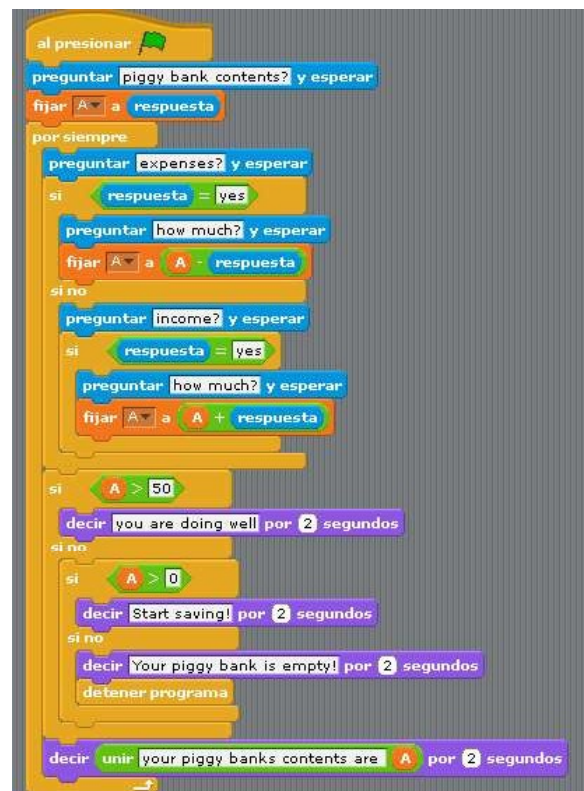 al presionar
preguntar piggy bank contents? y esperar
fijar A a respuesta
por siempre
preguntar expenses? y esperar
si respuesta = yes
preguntar how much? y esperar
fijar A a A - respuesta
si no
preguntar income? y esperar
si respuesta = yes
preguntar how much? y esperar
fijar A a A + respuesta
si A > 50
decir you are doing well por 2 segundos
si no
si A > 0
decir Start saving! por 2 segundos
si no
decir Your piggy bank is empty! por 2 segundos
detener programa
decir unir your piggy banks contents are A por 2 segundos